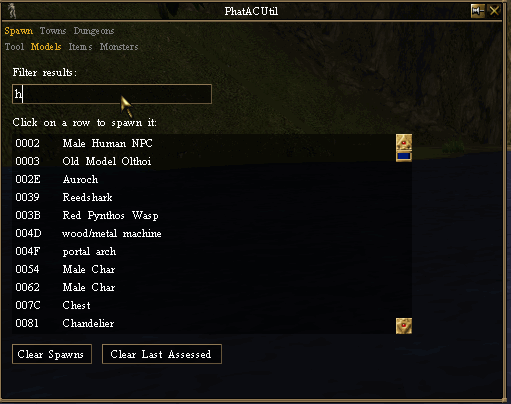 PhatACUtil
Spawn Towns Dungeons
Tool Models Items Monsters
Filter results:
h
Click on a row to spawn it:
0002 Male Human NPC
0003 Old Model Olthoi
002E Auroch
0039 Reedshark
003B Red Pynthos Wasp
004D wood/metal machine
004F portal arch
0054 Male Char
0062 Male Char
007C Chest
0081 Chandelier
Clear Spawns Clear Last Assessed